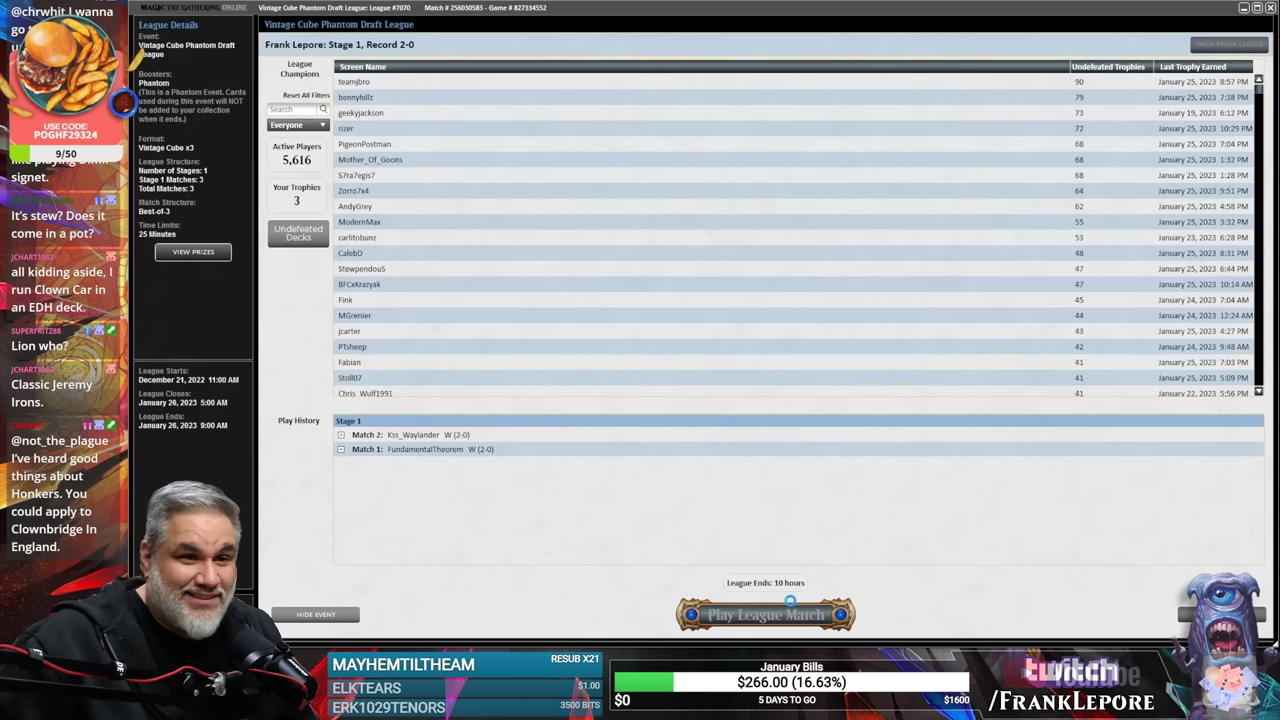 @chrwhit I wanna
go
u
USE CODE:
POGHF29324
9/50
signet.
It's stew? Does it
come in a pot?
JCHART1982
all kidding aside, I
run Clown Car in
an EDH deck.
SUPERFRITZ88
Lion who?
JCHART1982
Classic Jeremy
Irons.
@not_the_plague
I've heard good
things about
Honkers. You
could apply to
Clownbridge In
England.
MAGIC THE GATHERING ONLINE
Vintage Cube Phantom Draft League: League #7070
Match # 256030583 - Game # 827334552
League Details
Event:
Vintage Cube Phantom Draft
League
Boosters:
Phantom
(This is a Phantom Event. Cards
used during this event will NOT
be added to your collection
when it ends.)
Format:
Vintage Cube x3
League Structure:
Number of Stages: 1
Stage 1 Matches: 3
Total Matches: 3
Match Structure:
Best-of-3
Time Limits:
25 Minutes
VIEW PRIZES
League Starts:
December 21, 2022 11:00 AM
League Closes:
January 26, 2023 5:00 AM
League Ends:
January 26, 2023 9:00 AM
Vintage Cube Phantom Draft League
Frank Lepore: Stage 1, Record 2-0
DROP FROM LEAGUE
League
Champions
Reset All Filters
Search
Everyone
Active Players
5,616
Your Trophies
3
Undefeated
Decks
Screen Name Undefeated Trophies Last Trophy Earned
teamjbro 90 January 25, 2023 8:57 PM
bennyhillz 79 January 25, 2023 7:38 PM
geekyjackson 73 January 19, 2023 6:12 PM
rizer 72 January 25, 2023 10:29 PM
PigeonPostman 68 January 25, 2023 7:04 PM
Mother_Of_Goons 68 January 25, 2023 1:32 PM
S7ra7egis7 68 January 25, 2023 1:28 PM
Zorro7x4 64 January 25, 2023 9:51 PM
AndyGrey 62 January 25, 2023 4:58 PM
ModernMax 55 January 25, 2023 3:32 PM
carlitobunz 53 January 23, 2023 6:28 PM
CalebD 48 January 25, 2023 8:31 PM
StewpendouS 47 January 25, 2023 6:44 PM
BFCxKrazyak 47 January 25, 2023 10:14 AM
Fink 45 January 24, 2023 7:04 AM
MGrenier 44 January 24, 2023 12:24 AM
jcarter 43 January 25, 2023 4:27 PM
PTsheep 42 January 24, 2023 9:48 AM
Fabian 41 January 25, 2023 7:03 PM
Stoll07 41 January 25, 2023 5:09 PM
Chris_Wulf1991 41 January 22, 2023 5:56 PM
Play History
Stage 1
Match 2: Kss_Waylander W (2-0)
Match 1: FundamentalTheorem W (2-0)
League Ends: 10 hours
HIDE EVENT
Play League Match
MAYHEMTILTHEAM RESUB X21
ELKTEARS $1.00
ERK1029TENORS 3500 BITS
January Bills
$266.00 (16.63%)
$0 5 DAYS TO GO $1600
twitch
/FRANKLEPORE